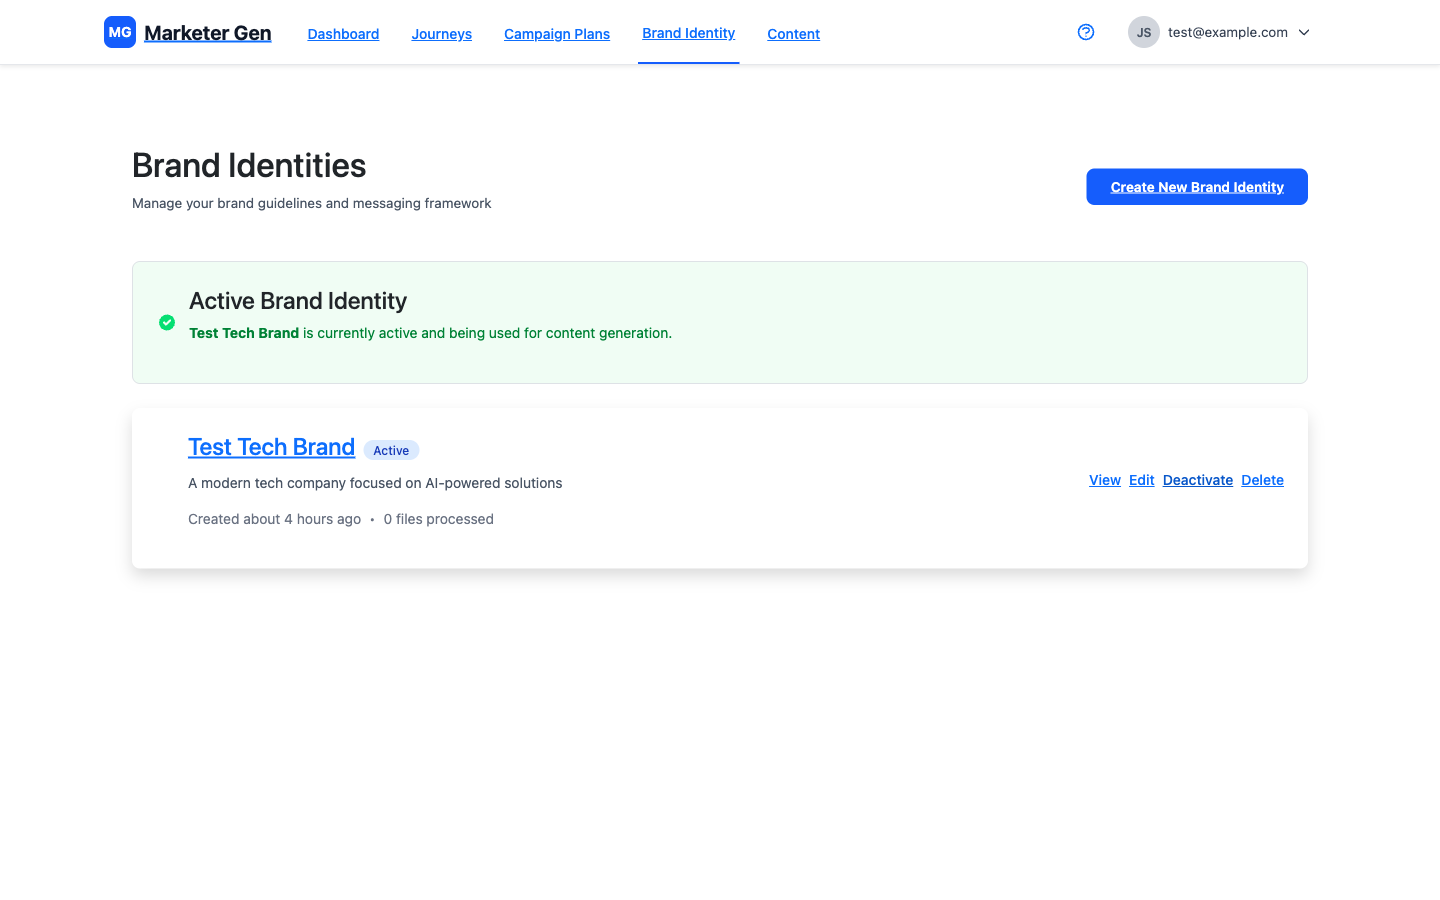 MG Marketer Gen Dashboard Journeys Campaign Plans Brand Identity Content JS test@example.com
Brand Identities
Manage your brand guidelines and messaging framework
Create New Brand Identity
Active Brand Identity
Test Tech Brand is currently active and being used for content generation.
Test Tech Brand Active
A modern tech company focused on AI-powered solutions
View Edit Deactivate Delete
Created about 4 hours ago • 0 files processed